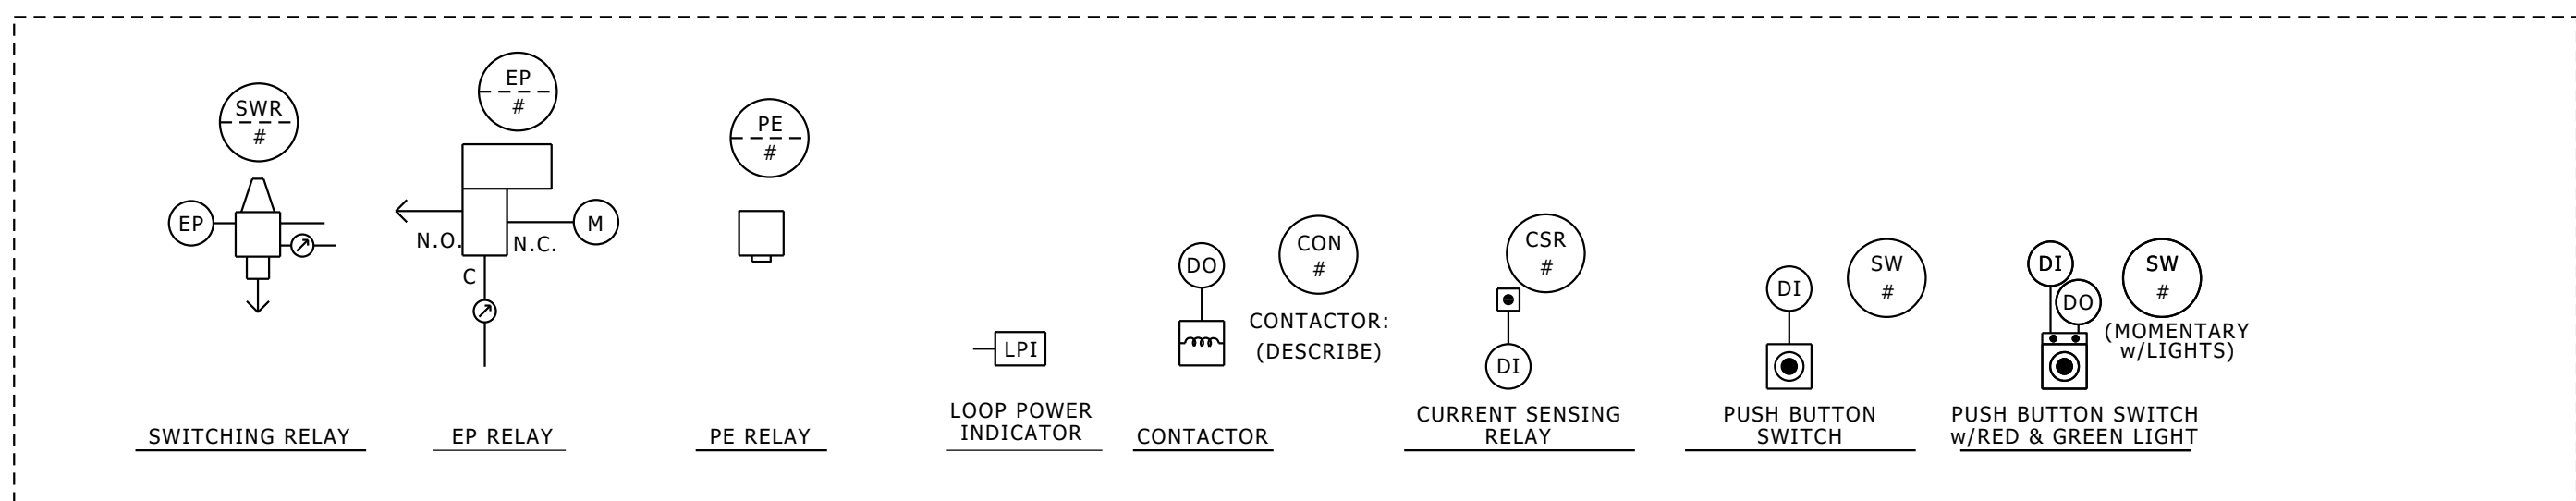 SWR
#
EP
EP
#
N.O.
N.C.
M
C
PE
#
LPI
DO
CON
#
CONTACTOR:
(DESCRIBE)
CSR
#
DI
DI
SW
#
DI
DO
SW
#
(MOMENTARY
w/LIGHTS)
SWITCHING RELAY
EP RELAY
PE RELAY
LOOP POWER
INDICATOR
CONTACTOR
CURRENT SENSING
RELAY
PUSH BUTTON
SWITCH
PUSH BUTTON SWITCH
w/RED & GREEN LIGHT